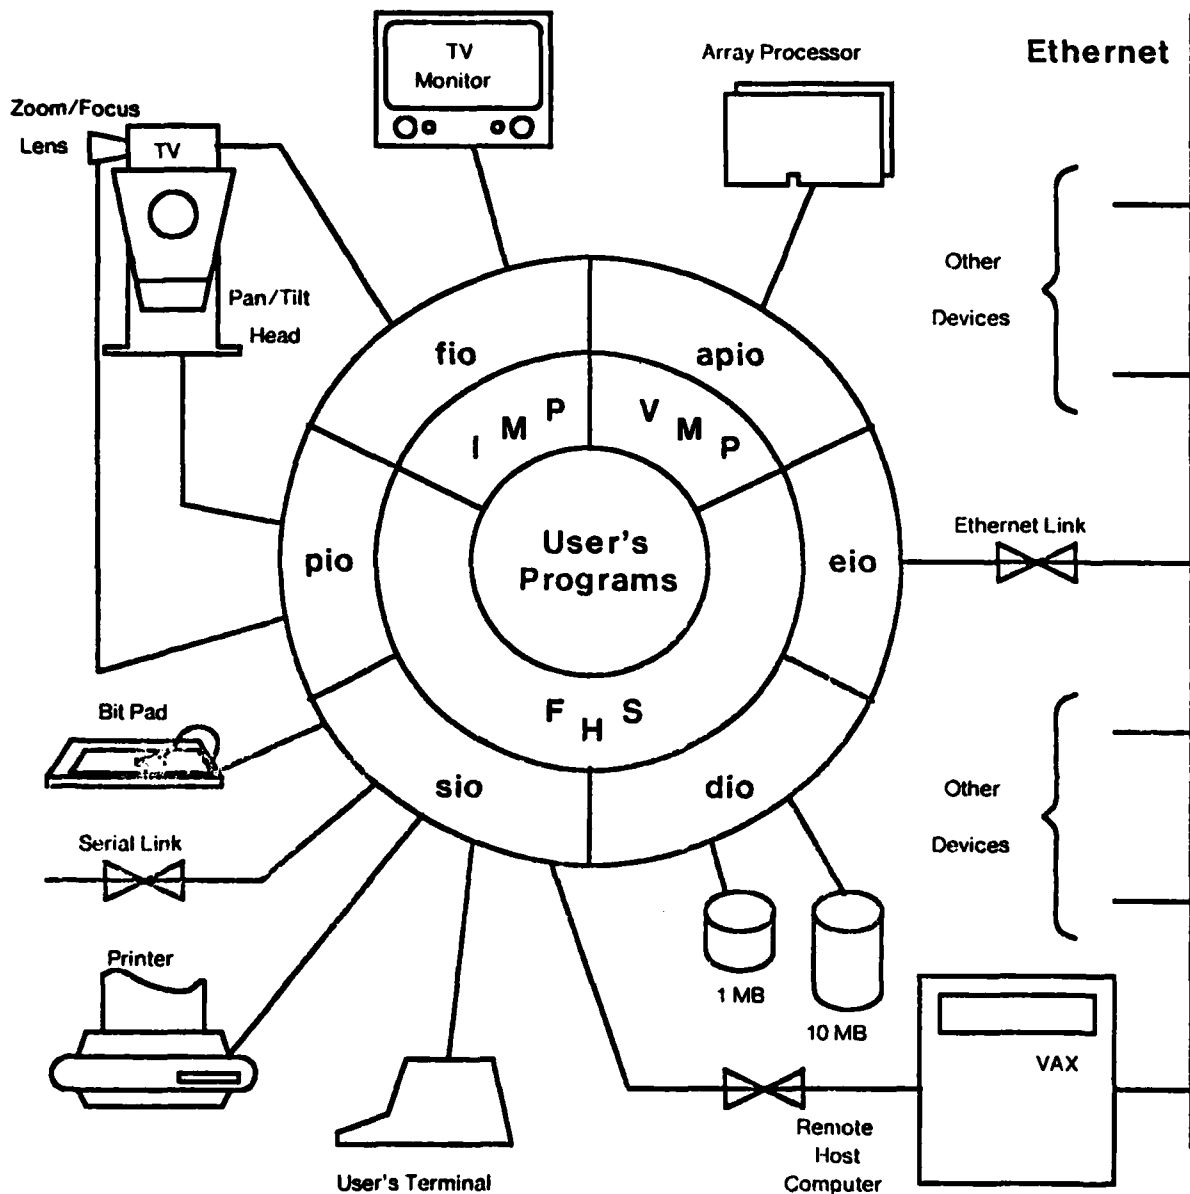 TV
Monitor
Array Processor
Ethernet
Zoom/Focus
Lens
TV
Pan/Tilt
Head
Other
Devices
fio
apio
I M P
V M P
User's
Programs
pio
eio
Ethernet Link
F H S
sio
dio
Bit Pad
Serial Link
Printer
User's Terminal
1 MB
10 MB
Other
Devices
VAX
Remote
Host
Computer